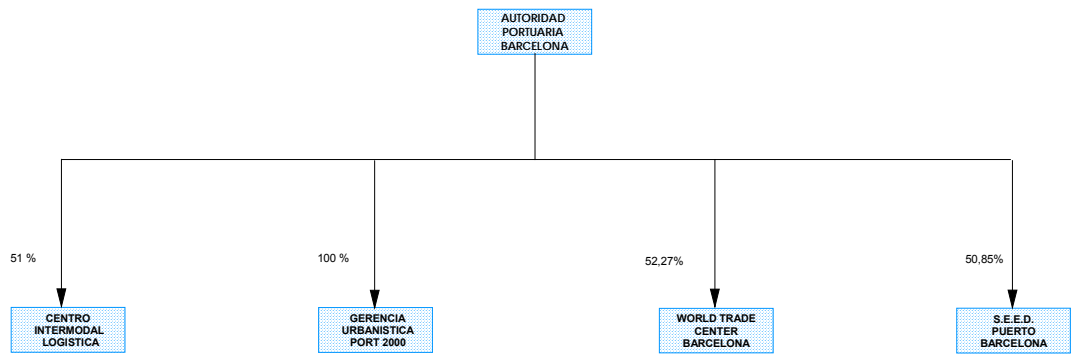 AUTORIDAD
PORTUARIA
BARCELONA
51 %
100 %
52,27%
50,85%
CENTRO
INTERMODAL
LOGISTICA
GERENCIA
URBANISTICA
PORT 2000
WORLD TRADE
CENTER
BARCELONA
S.E.E.D.
PUERTO
BARCELONA